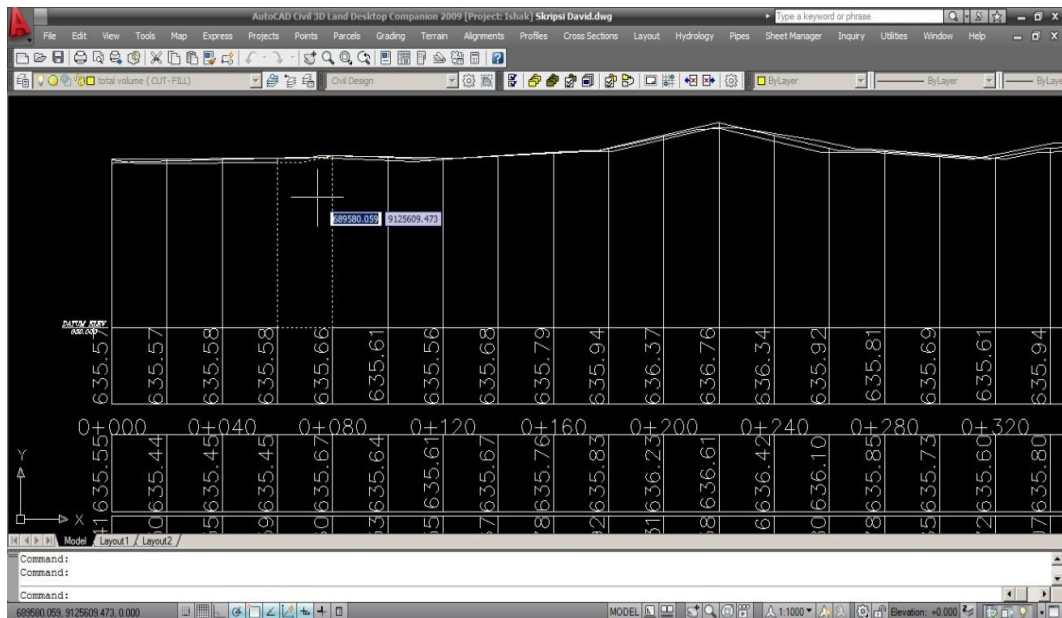 AutoCAD Civil 3D Land Desktop Companion 2009 [Project: Ishak] Skripsi David.dwg
Type a keyword or phrase
File Edit View Tools Map Express Projects Points Parcels Grading Terrain Alignments Profiles Cross Sections Layout Hydrology Pipes Sheet Manager Inquiry Utilities Window Help
total volume (CUT-FILL) Civil Design ByLayer ByLayer ByLaye
689580.059 9125609.473
DATUM ELEV
635.57 635.57 635.58 635.58 635.66 635.61 635.56 635.68 635.79 635.94 636.37 636.76 636.34 635.92 635.81 635.69 635.61 635.94
0+000 0+040 0+080 0+120 0+160 0+200 0+240 0+280 0+320
635.55 635.44 635.45 635.45 635.67 635.64 635.61 635.67 635.76 635.83 636.23 636.61 636.42 636.10 635.85 635.73 635.60 635.80
Y
X
Model Layout1 Layout2
Command:
Command:
Command:
689580.059, 9125609.473, 0.000 MODEL 1:1000 Elevation: +0.000